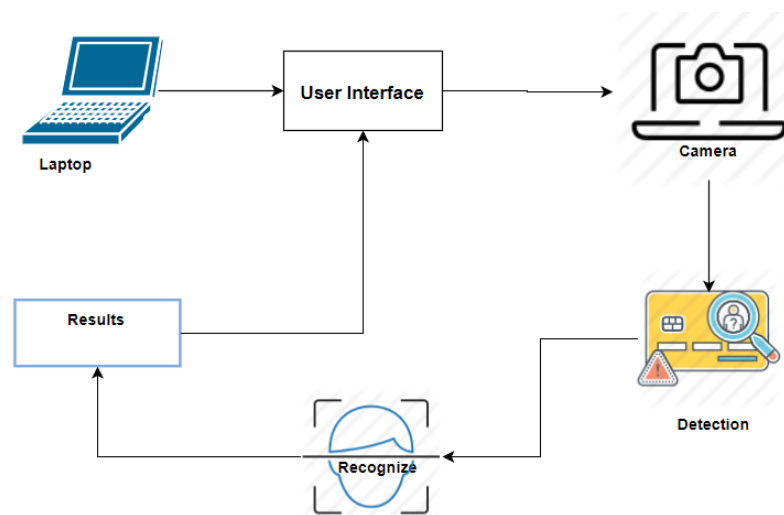 User Interface
Laptop
Camera
Results
Detection
Recognize